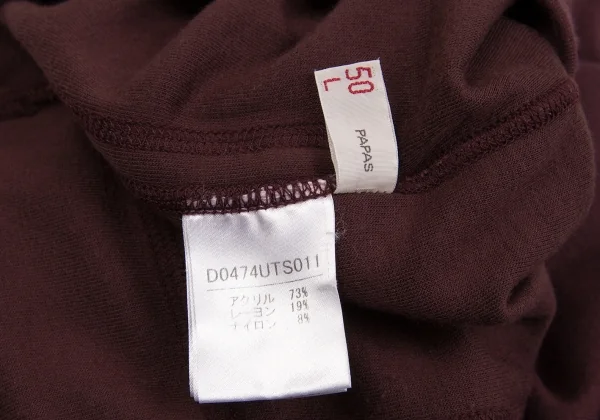 50
L
PAPAS
D0474UTS011
アクリル 73%
レーヨン 19%
ナイロン 8%